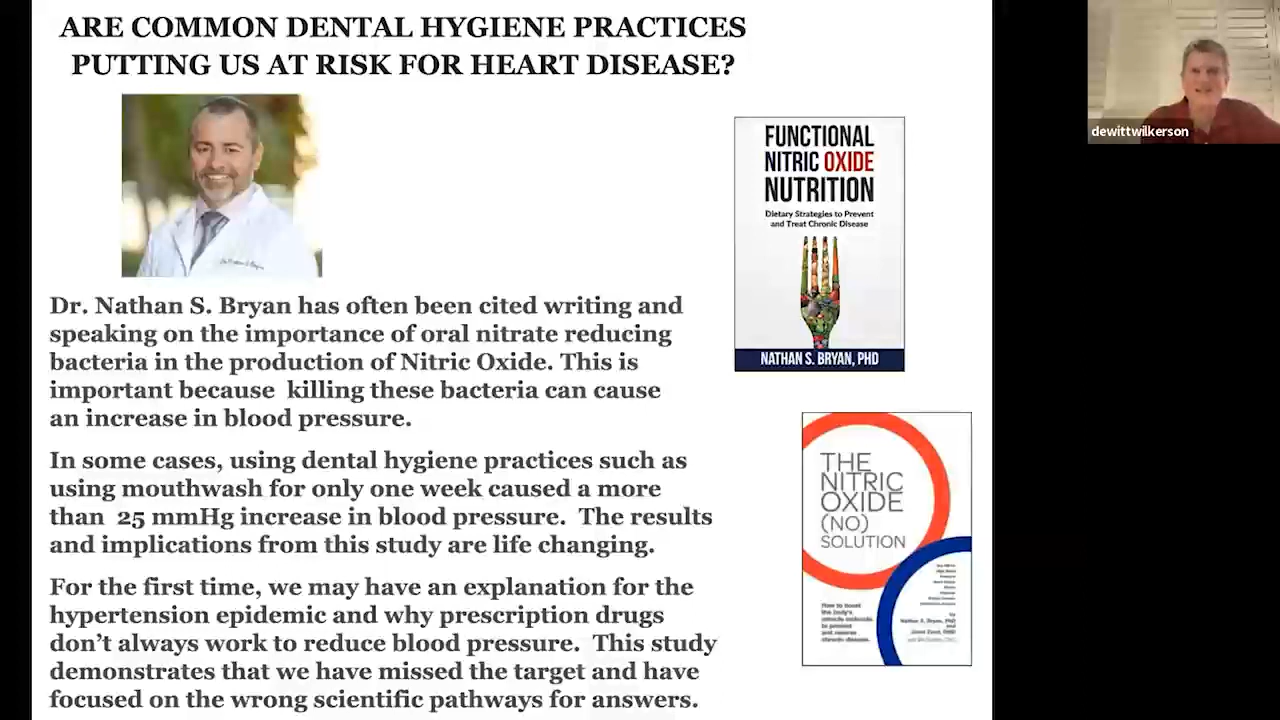 ARE COMMON DENTAL HYGIENE PRACTICES
PUTTING US AT RISK FOR HEART DISEASE?
dewittwilkerson
FUNCTIONAL
NITRIC OXIDE
NUTRITION
Dietary Strategies to Prevent
and Treat Chronic Disease
NATHAN S. BRYAN, PHD
Dr. Nathan S. Bryan has often been cited writing and
speaking on the importance of oral nitrate reducing
bacteria in the production of Nitric Oxide. This is
important because killing these bacteria can cause
an increase in blood pressure.
In some cases, using dental hygiene practices such as
using mouthwash for only one week caused a more
than 25 mmHg increase in blood pressure. The results
and implications from this study are life changing.
For the first time, we may have an explanation for the
hypertension epidemic and why prescription drugs
don't always work to reduce blood pressure. This study
demonstrates that we have missed the target and have
focused on the wrong scientific pathways for answers.
THE
NITRIC
OXIDE
(NO)
SOLUTION
How to boost
the body's
to prevent
and reverse
chronic disease.
Nathan S. Bryan, PhD
and